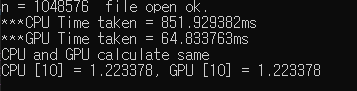 n = 1048576  file open ok.
***CPU Time taken = 851.929382ms
***GPU Time taken = 64.833763ms
CPU and GPU calculate same
CPU [10] = 1.223378, GPU [10] = 1.223378